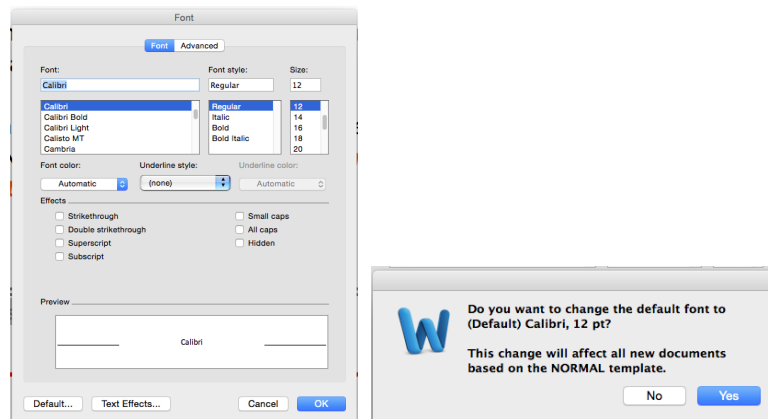 Font
Font Advanced
Font: Font style: Size:
Calibri Regular 12
Calibri Regular 12
Calibri Bold Italic 14
Calibri Light Bold 16
Calisto MT Bold Italic 18
Cambria 20
Font color: Underline style: Underline color:
Automatic (none) Automatic
Effects
Strikethrough Small caps
Double strikethrough All caps
Superscript Hidden
Subscript
Preview
Calibri
Default... Text Effects... Cancel OK
Do you want to change the default font to
(Default) Calibri, 12 pt?
This change will affect all new documents
based on the NORMAL template.
No Yes